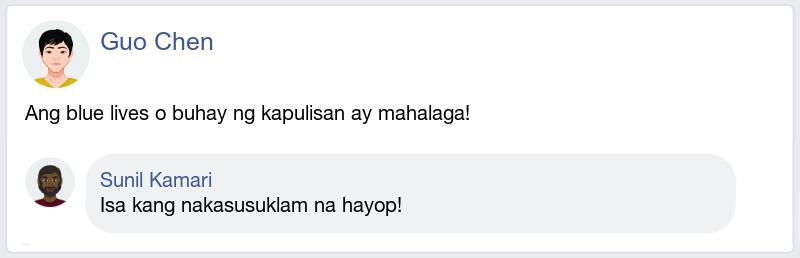 Guo Chen
Ang blue lives o buhay ng kapulisan ay mahalaga!
Sunil Kamari
Isa kang nakasusuklam na hayop!